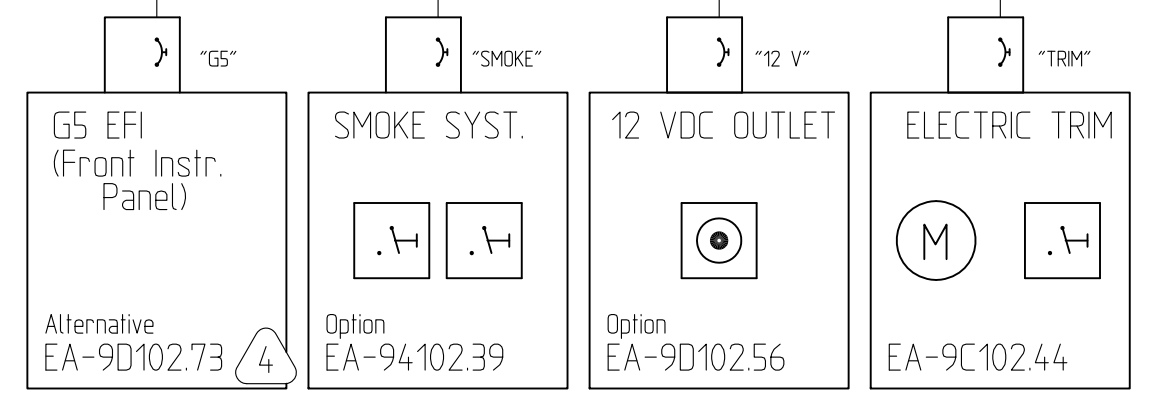 "G5"
G5 EFI
(Front Instr.
Panel)
Alternative
EA-9D102.73
4
"SMOKE"
SMOKE SYST.
Option
EA-94102.39
"12 V"
12 VDC OUTLET
Option
EA-9D102.56
"TRIM"
ELECTRIC TRIM
M
EA-9C102.44